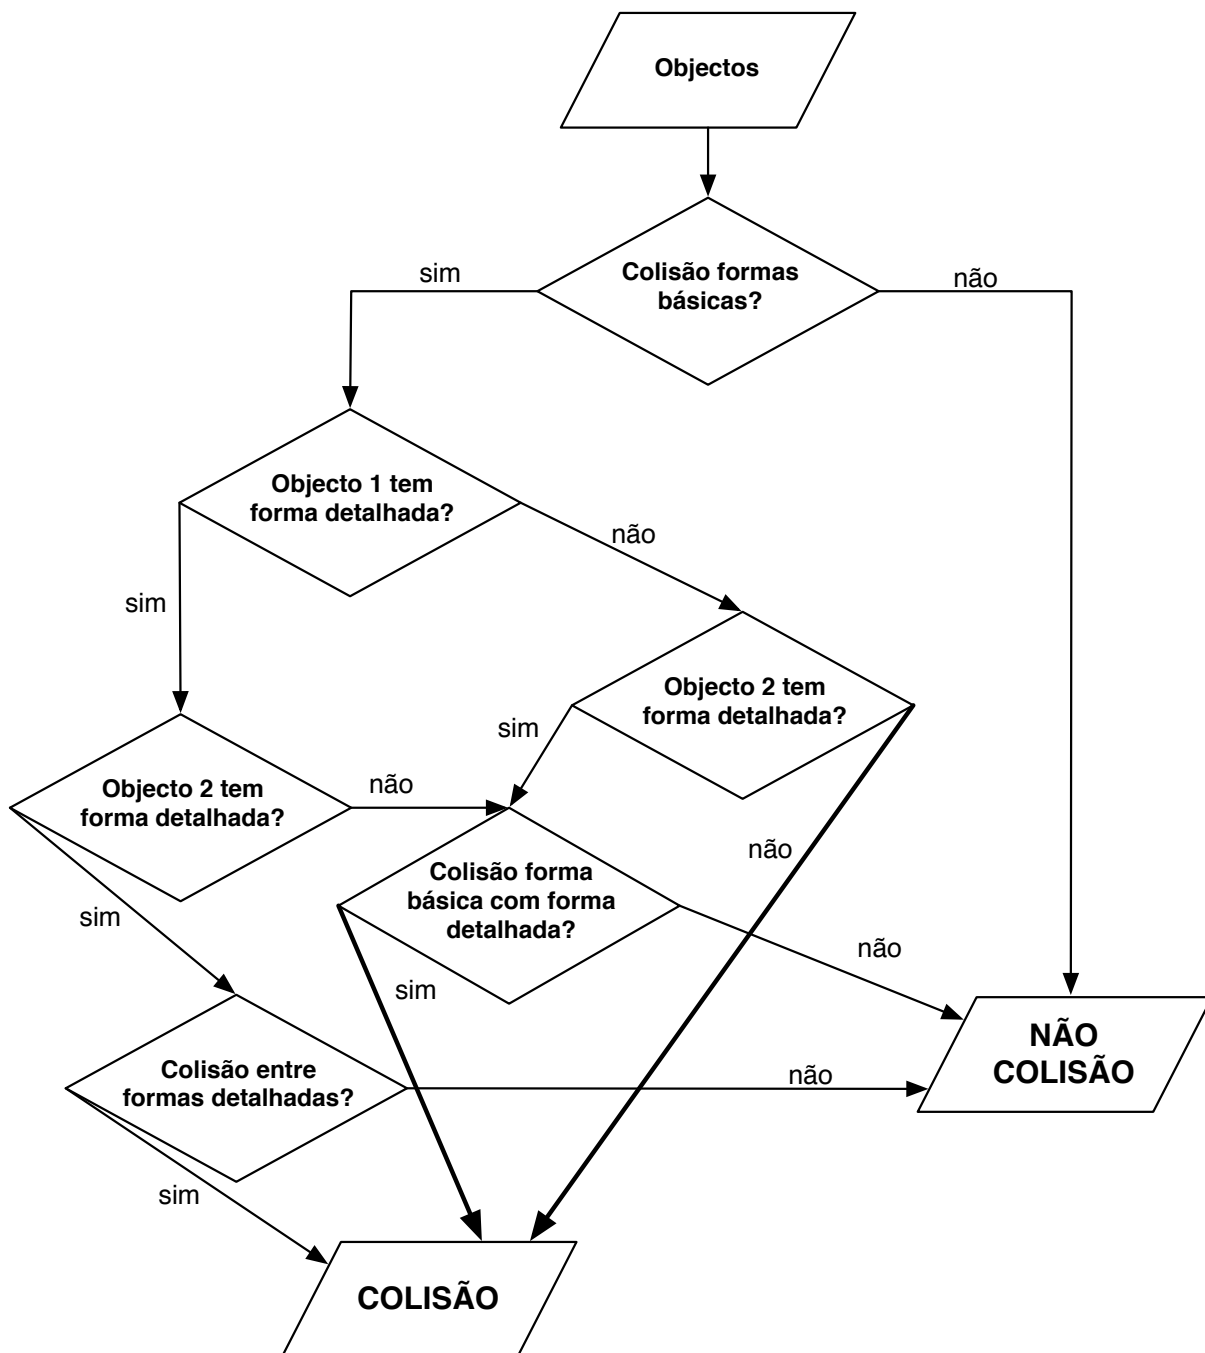 Objectos
Colisão formas
básicas?
sim
não
Objecto 1 tem
forma detalhada?
não
sim
Objecto 2 tem
forma detalhada?
sim
Objecto 2 tem
forma detalhada?
não
não
Colisão forma
básica com forma
detalhada?
sim
não
sim
NÃO
COLISÃO
Colisão entre
formas detalhadas?
não
sim
COLISÃO